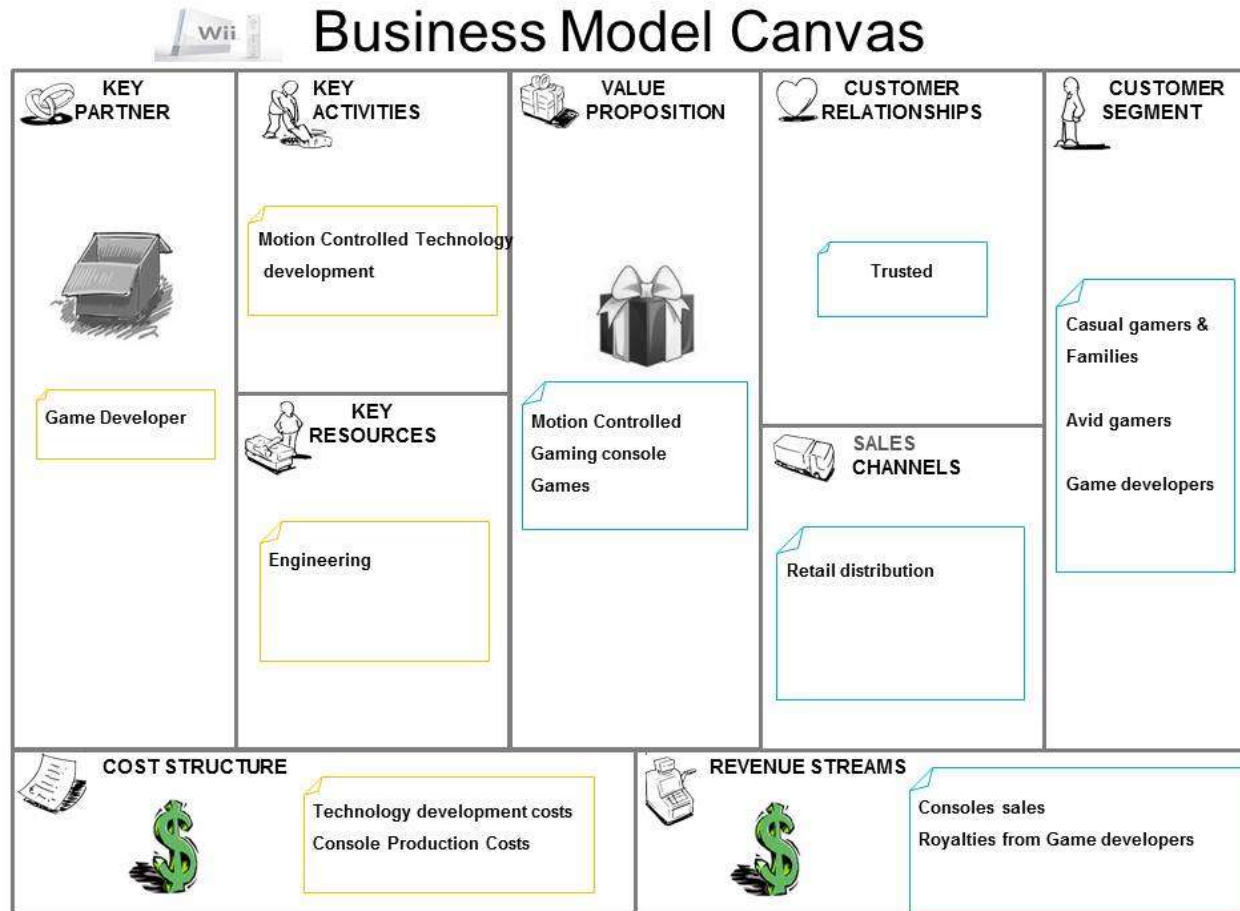 Wii
Business Model Canvas
KEY
PARTNER
Game Developer
KEY
ACTIVITIES
Motion Controlled Technology
development
KEY
RESOURCES
Engineering
VALUE
PROPOSITION
Motion Controlled
Gaming console
Games
CUSTOMER
RELATIONSHIPS
Trusted
SALES
CHANNELS
Retail distribution
CUSTOMER
SEGMENT
Casual gamers &
Families
Avid gamers
Game developers
COST STRUCTURE
Technology development costs
Console Production Costs
REVENUE STREAMS
Consoles sales
Royalties from Game developers